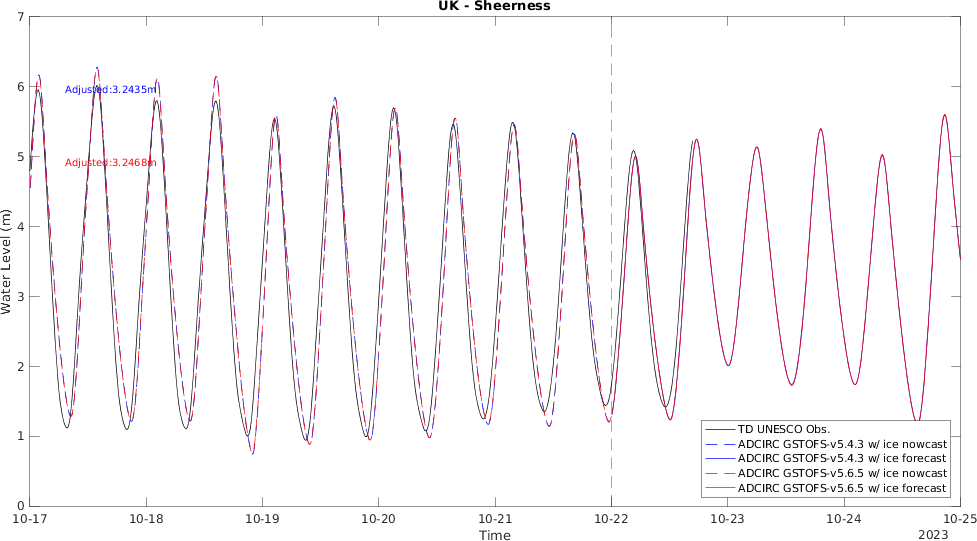 UK - Sheerness
7
6
5
4
3
2
1
0
Water Level (m)
Adjusted:3.2435m
Adjusted:3.2468m
TD UNESCO Obs.
ADCIRC GSTOFS-v5.4.3 w/ ice nowcast
ADCIRC GSTOFS-v5.4.3 w/ ice forecast
ADCIRC GSTOFS-v5.6.5 w/ ice nowcast
ADCIRC GSTOFS-v5.6.5 w/ ice forecast
10-17 10-18 10-19 10-20 10-21 10-22 10-23 10-24 10-25
Time
2023